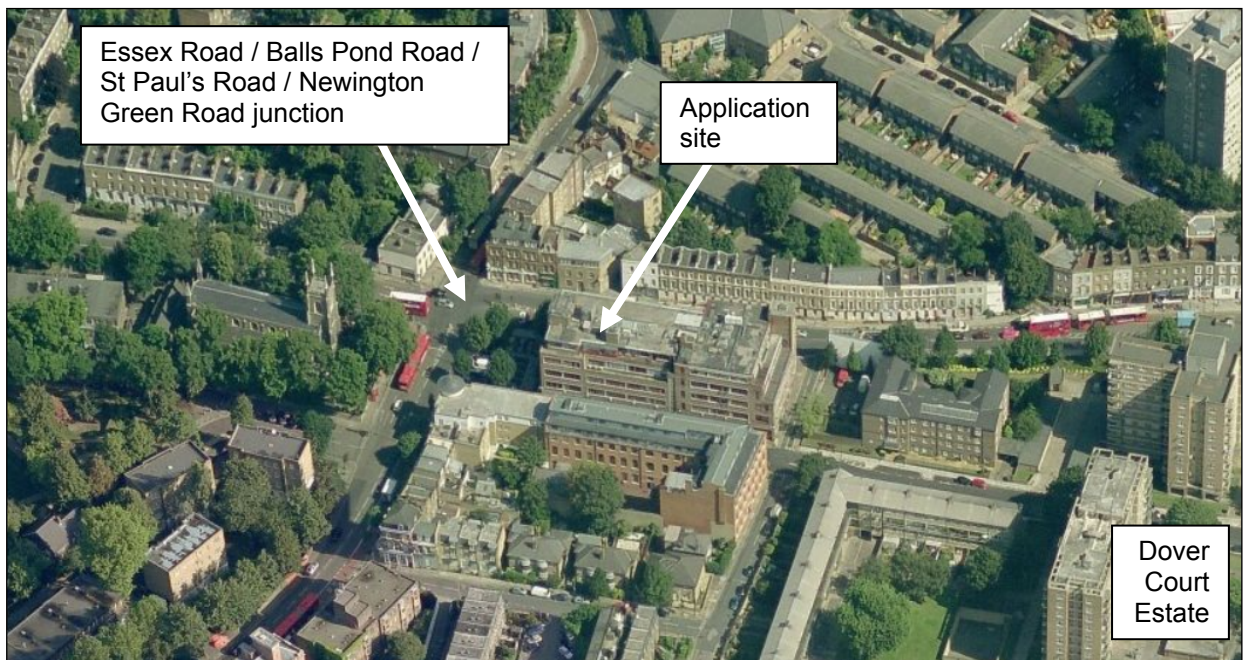 Essex Road / Balls Pond Road /
St Paul's Road / Newington
Green Road junction
Application
site
Dover
Court
Estate